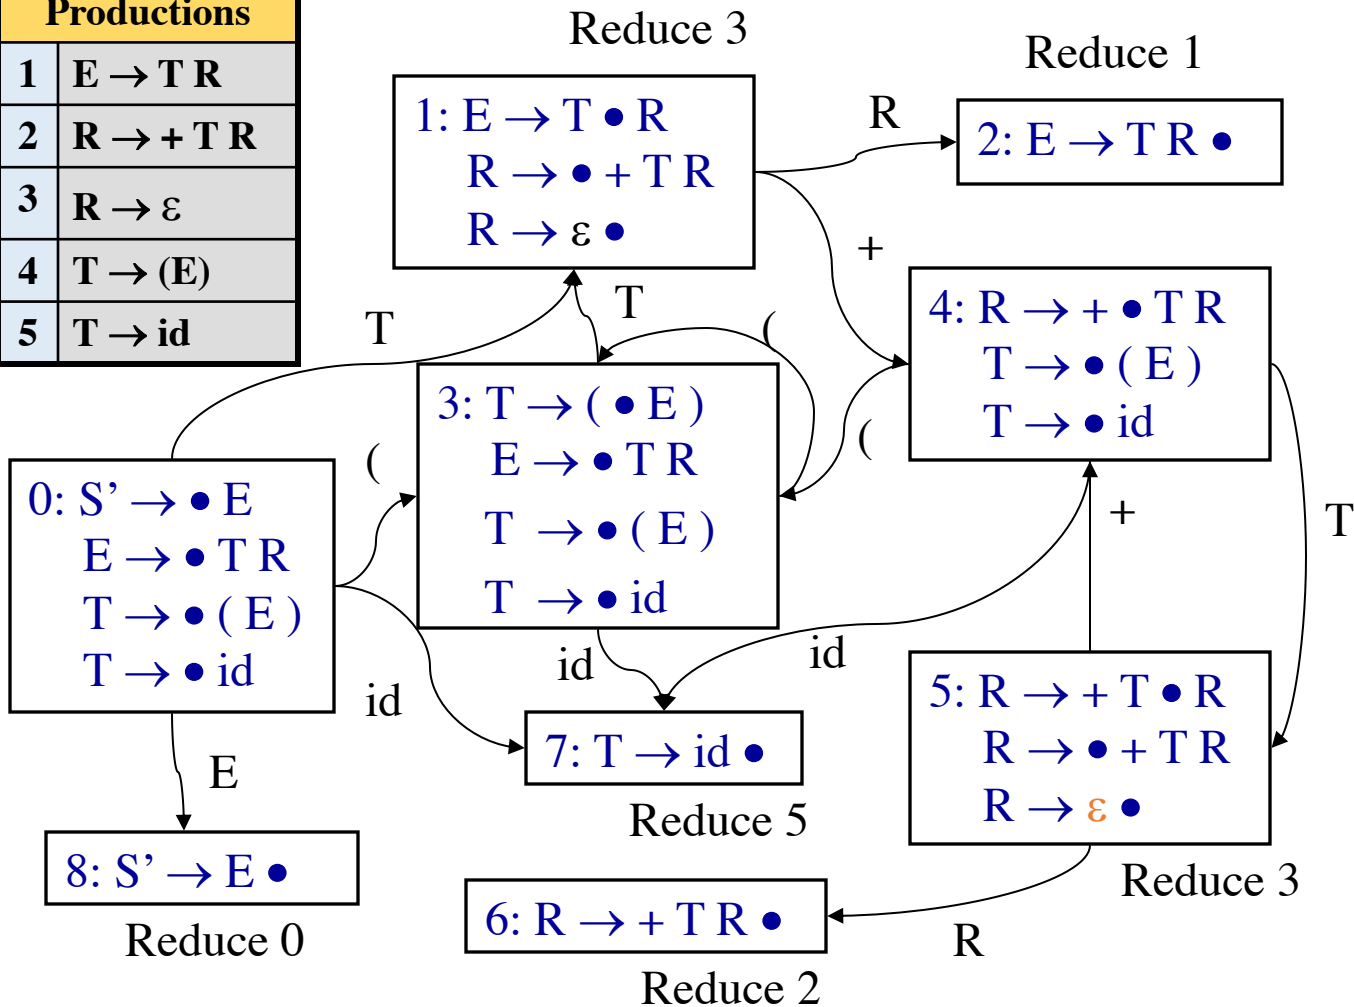 Productions
1 E → T R
2 R → + T R
3 R → ε
4 T → (E)
5 T → id
Reduce 3
1: E → T • R
R → • + T R
R → ε •
R
Reduce 1
2: E → T R •
+
T
T
(
3: T → ( • E )
E → • T R
T → • ( E )
T → • id
(
4: R → + • T R
T → • ( E )
T → • id
(
0: S’ → • E
E → • T R
T → • ( E )
T → • id
+
T
id
id
id
E
7: T → id •
Reduce 5
5: R → + T • R
R → • + T R
R → ε •
Reduce 3
8: S’ → E •
Reduce 0
6: R → + T R •
Reduce 2
R